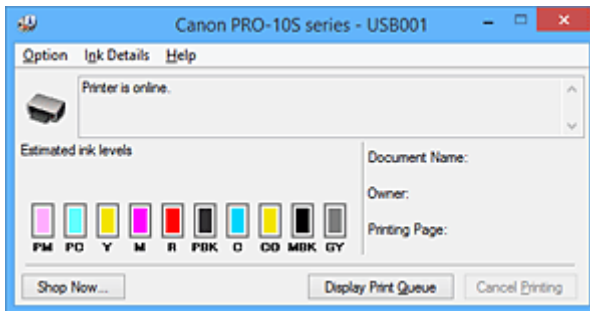 Canon PRO-10S series - USB001
Option Ink Details Help
Printer is online.
Estimated ink levels
Document Name:
Owner:
Printing Page:
PM PC Y M R PBK C CO MBK GY
Shop Now... Display Print Queue Cancel Printing